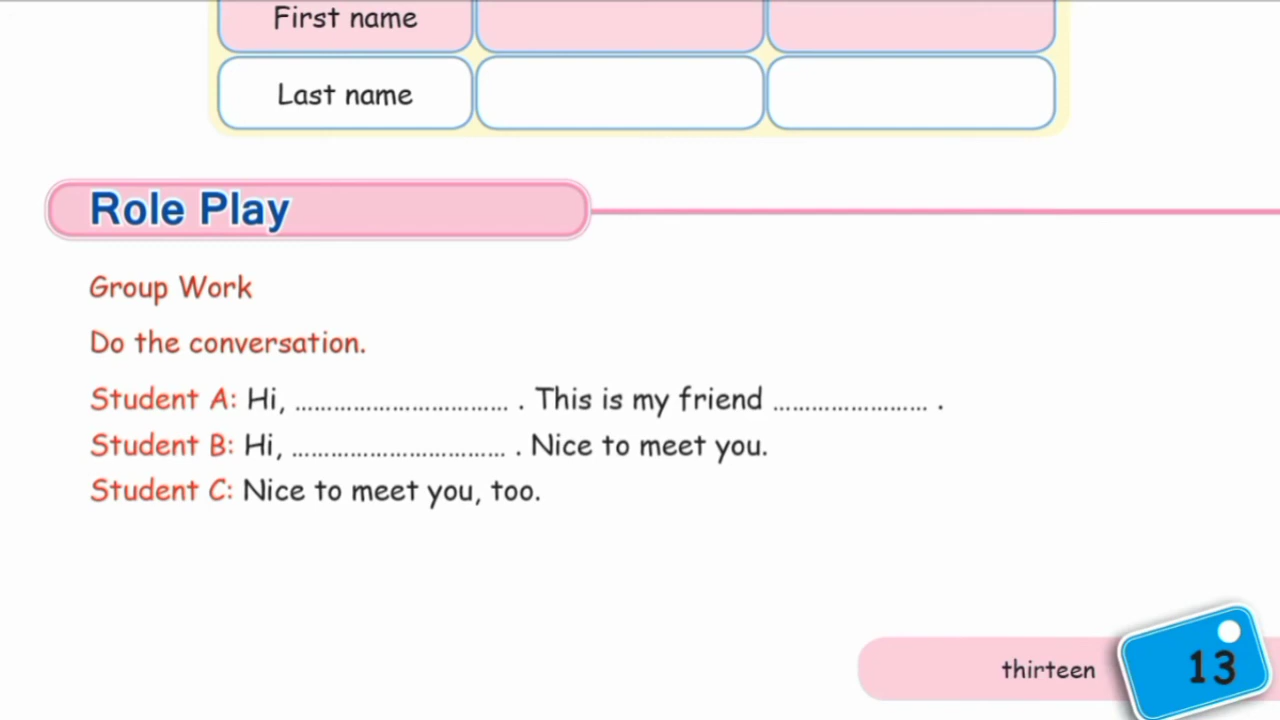 First name
Last name
Role Play
Group Work
Do the conversation.
Student A: Hi, ................................. . This is my friend ........................ .
Student B: Hi, ................................. . Nice to meet you.
Student C: Nice to meet you, too.
thirteen 13